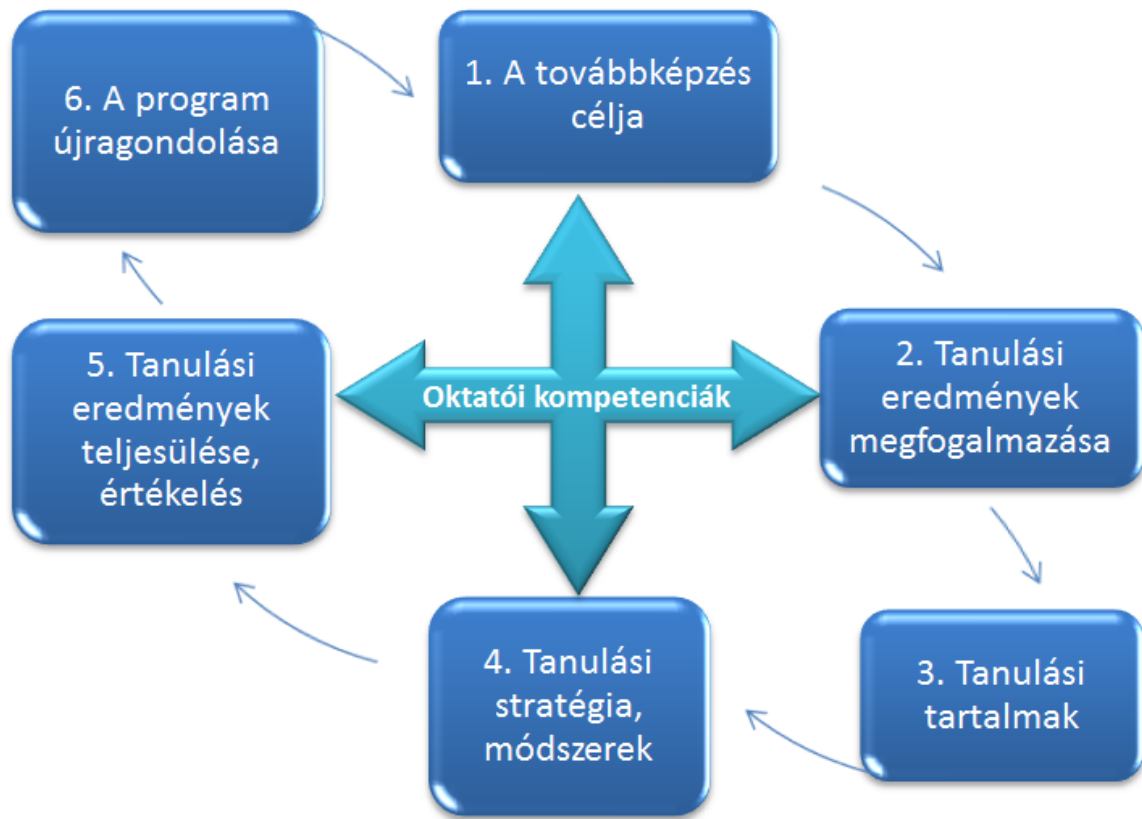 1. A továbbképzés
célja
2. Tanulási
eredmények
megfogalmazása
3. Tanulási
tartalmak
4. Tanulási
stratégia,
módszerek
5. Tanulási
eredmények
teljesülése,
értékelés
6. A program
újragondolása
Oktatói kompetenciák